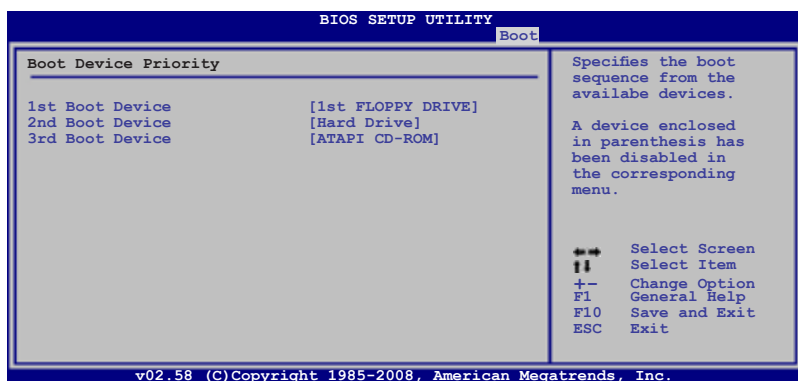 BIOS SETUP UTILITY
Boot
Boot Device Priority
1st Boot Device [1st FLOPPY DRIVE]
2nd Boot Device [Hard Drive]
3rd Boot Device [ATAPI CD-ROM]
Specifies the boot
sequence from the
availabe devices.
A device enclosed
in parenthesis has
been disabled in
the corresponding
menu.
←→ Select Screen
↑↓ Select Item
+- Change Option
F1 General Help
F10 Save and Exit
ESC Exit
v02.58 (C)Copyright 1985-2008, American Megatrends, Inc.